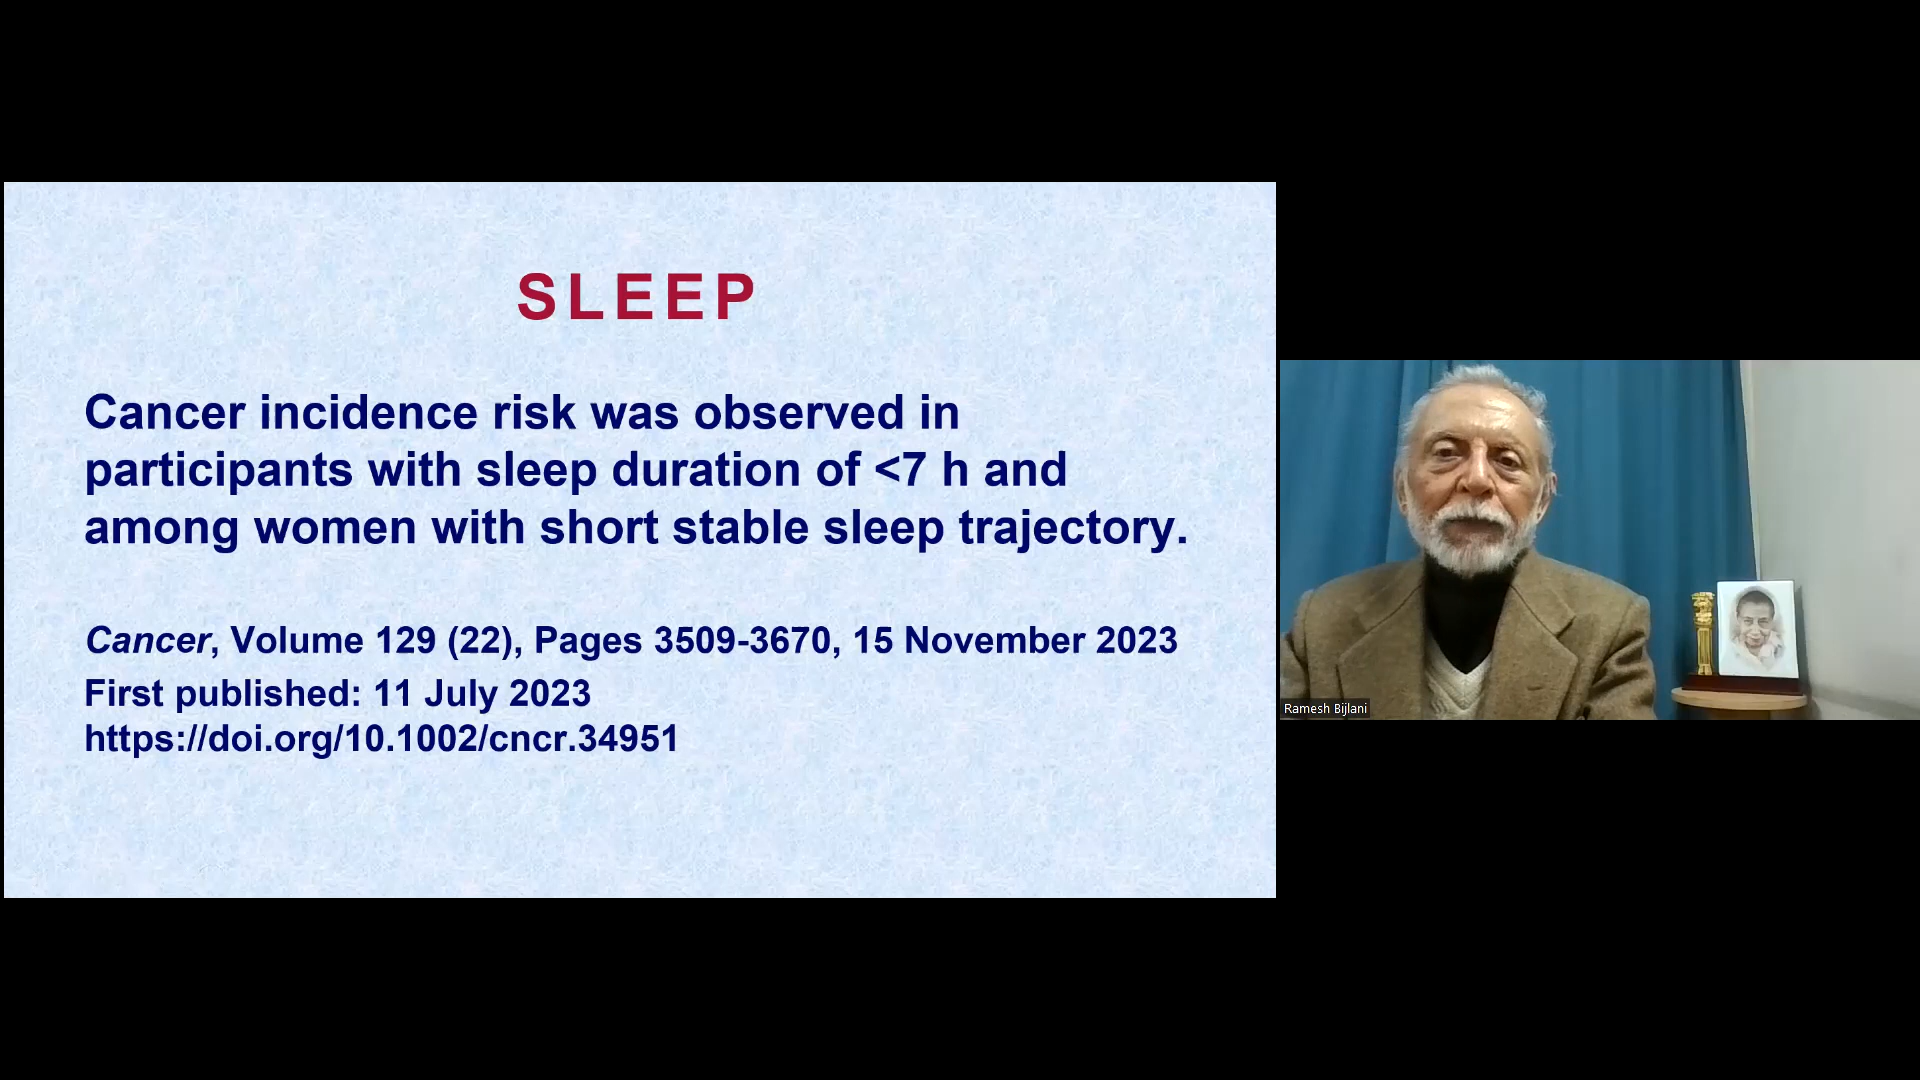 SLEEP
Cancer incidence risk was observed in
participants with sleep duration of <7 h and
among women with short stable sleep trajectory.
Cancer, Volume 129 (22), Pages 3509-3670, 15 November 2023
First published: 11 July 2023
https://doi.org/10.1002/cncr.34951
Ramesh Bijlani